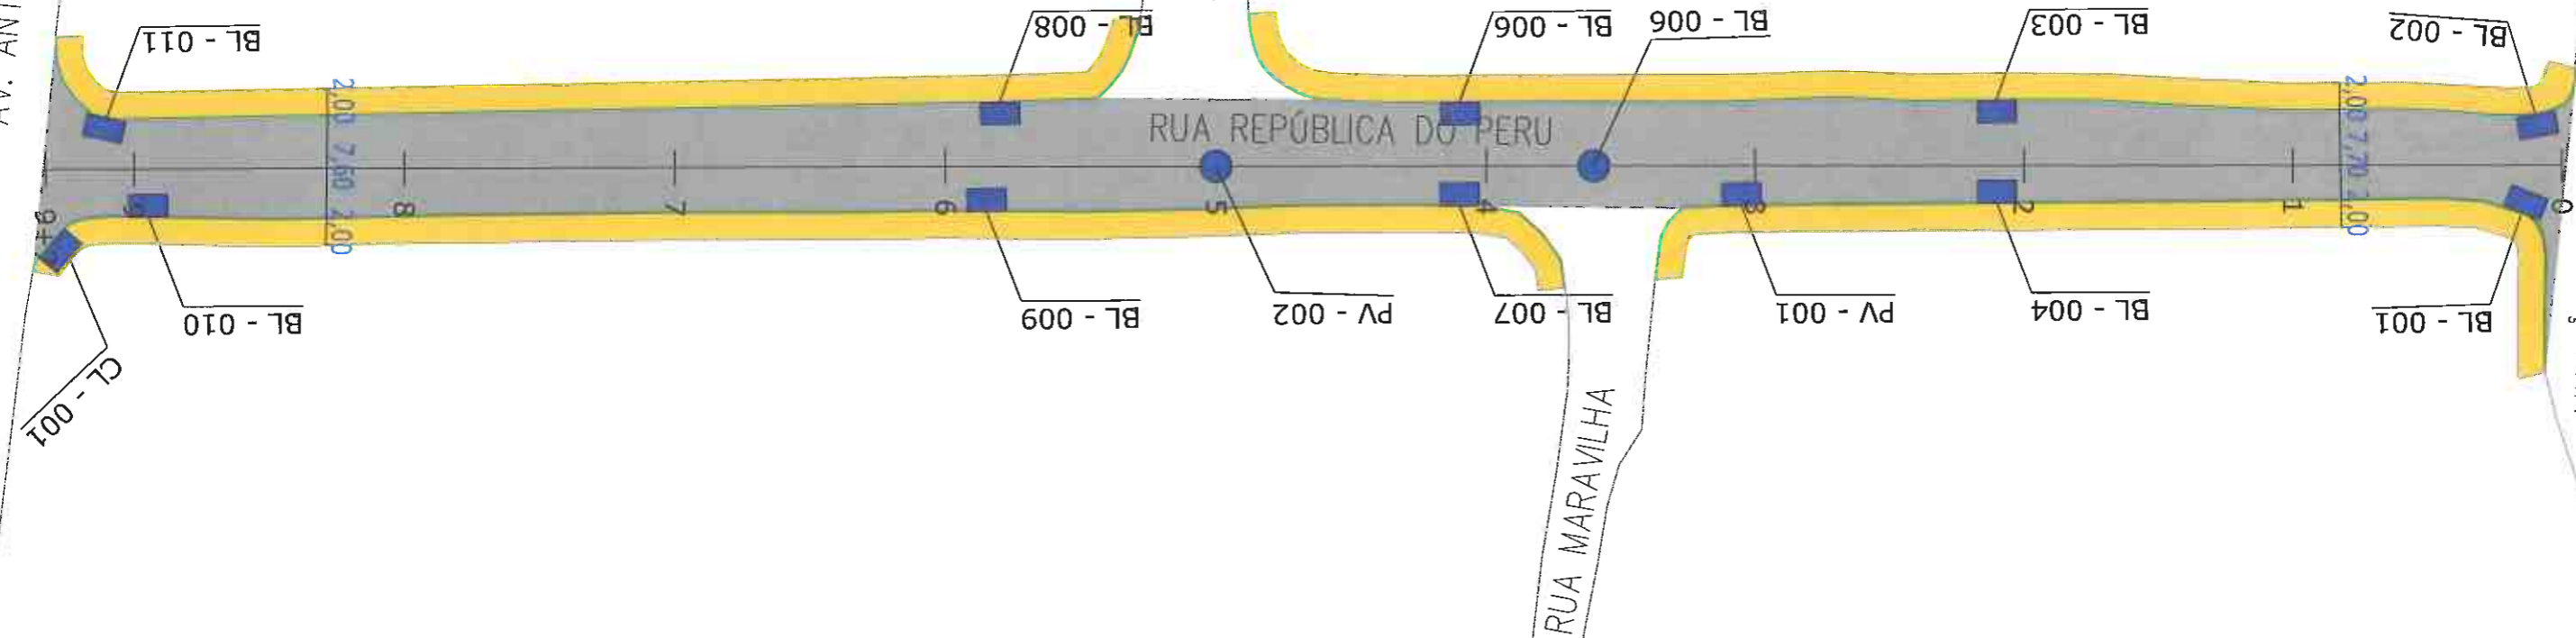 AV. ANT
BL - 011
BL - 008
BL - 006
BL - 006
BL - 003
BL - 002
RUA REPÚBLICA DO PERU
2,00 7,60 2,00
2,00 7,70 2,00
9
8
7
6
5
4
3
2
1
0
CL - 001
BL - 010
BL - 009
PV - 002
BL - 007
PV - 001
BL - 004
BL - 001
RUA MARAVILHA